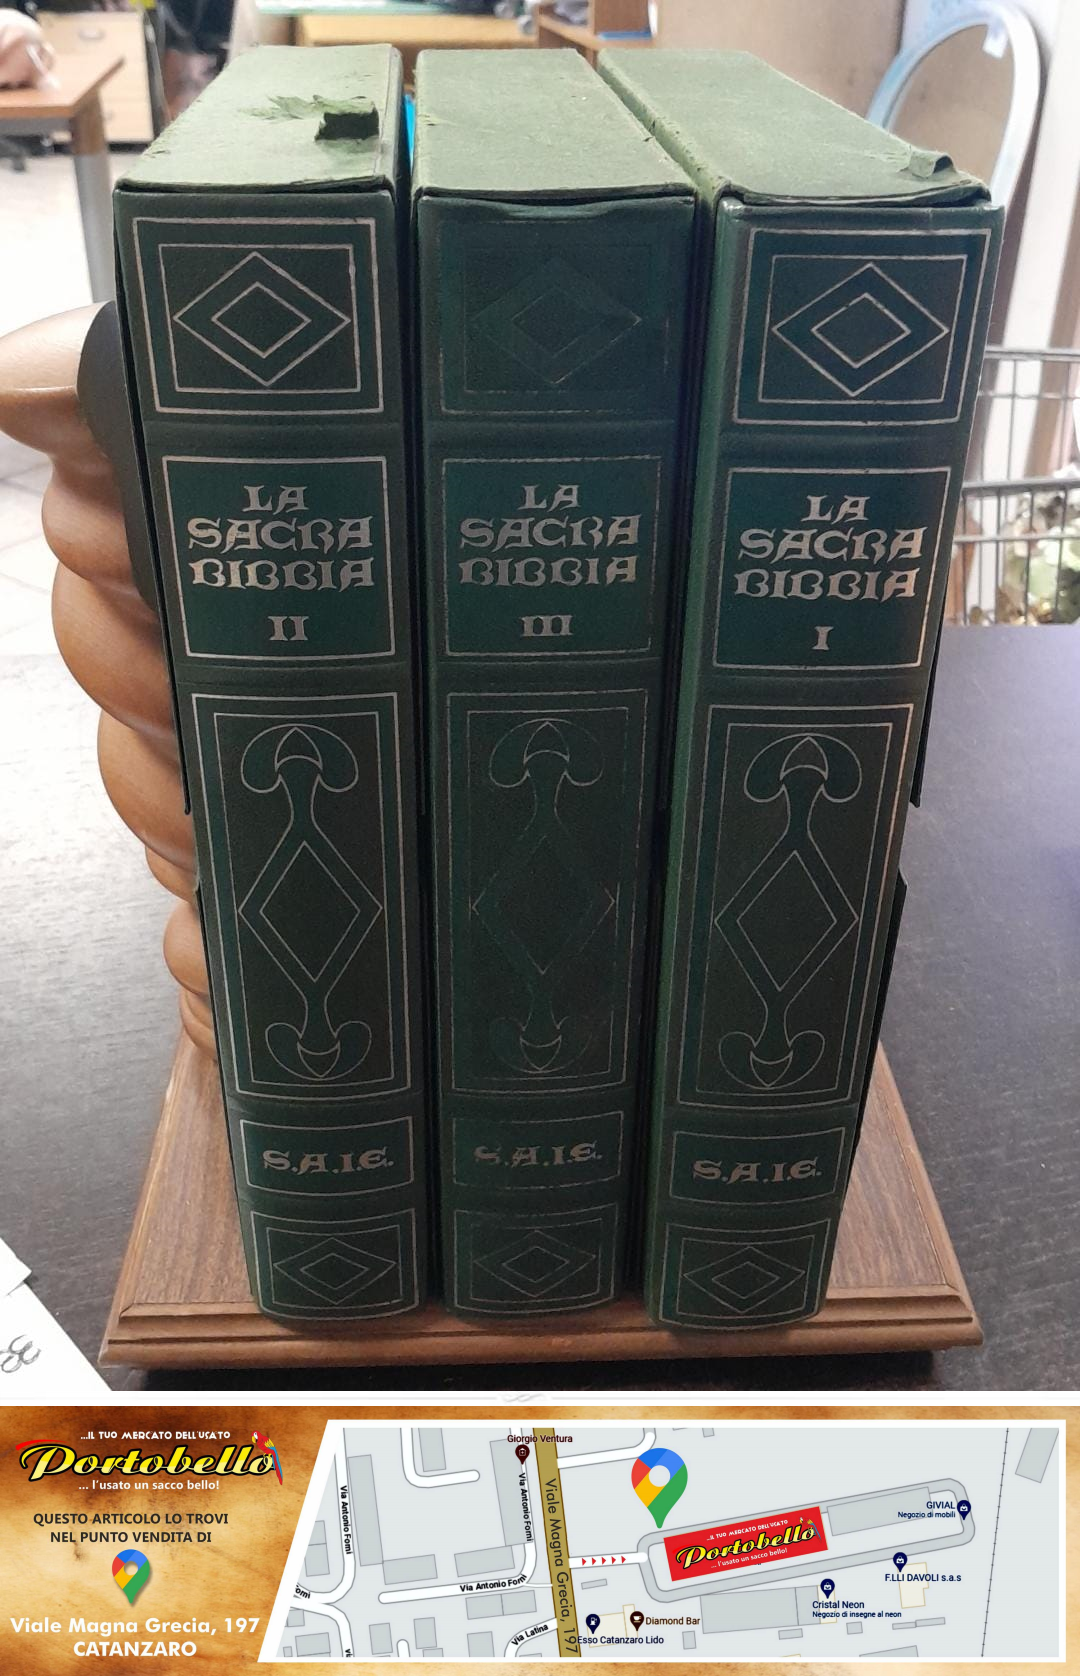 LA
SACRA
BIBBIA
II
S.A.I.E.
LA
SACRA
BIBBIA
III
S.A.I.E.
LA
SACRA
BIBBIA
I
S.A.I.E.
...IL TUO MERCATO DELL'USATO
Portobello
... l'usato un sacco bello!
QUESTO ARTICOLO LO TROVI
NEL PUNTO VENDITA DI
Viale Magna Grecia, 197
CATANZARO
Giorgio Ventura
Via Antonio Forni
Via Antonio Forni
Viale Magna Grecia, 197
...IL TUO MERCATO DELL'USATO
Portobello
... l'usato un sacco bello!
GIVIAL
Negozio di mobili
F.LLI DAVOLI s.a.s
Cristal Neon
Negozio di insegne al neon
Via Antonio Forni
Diamond Bar
Esso Catanzaro Lido
Via Latina